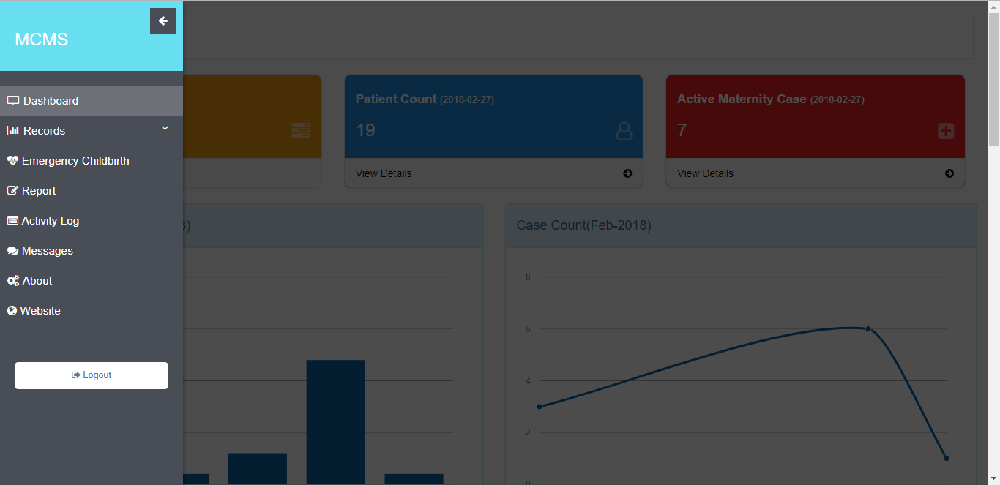 MCMS
Dashboard
Records
Emergency Childbirth
Report
Activity Log
Messages
About
Website
Logout
Patient Count (2018-02-27)
19
View Details
Active Maternity Case (2018-02-27)
7
View Details
)
Case Count(Feb-2018)
8
6
4
2
0